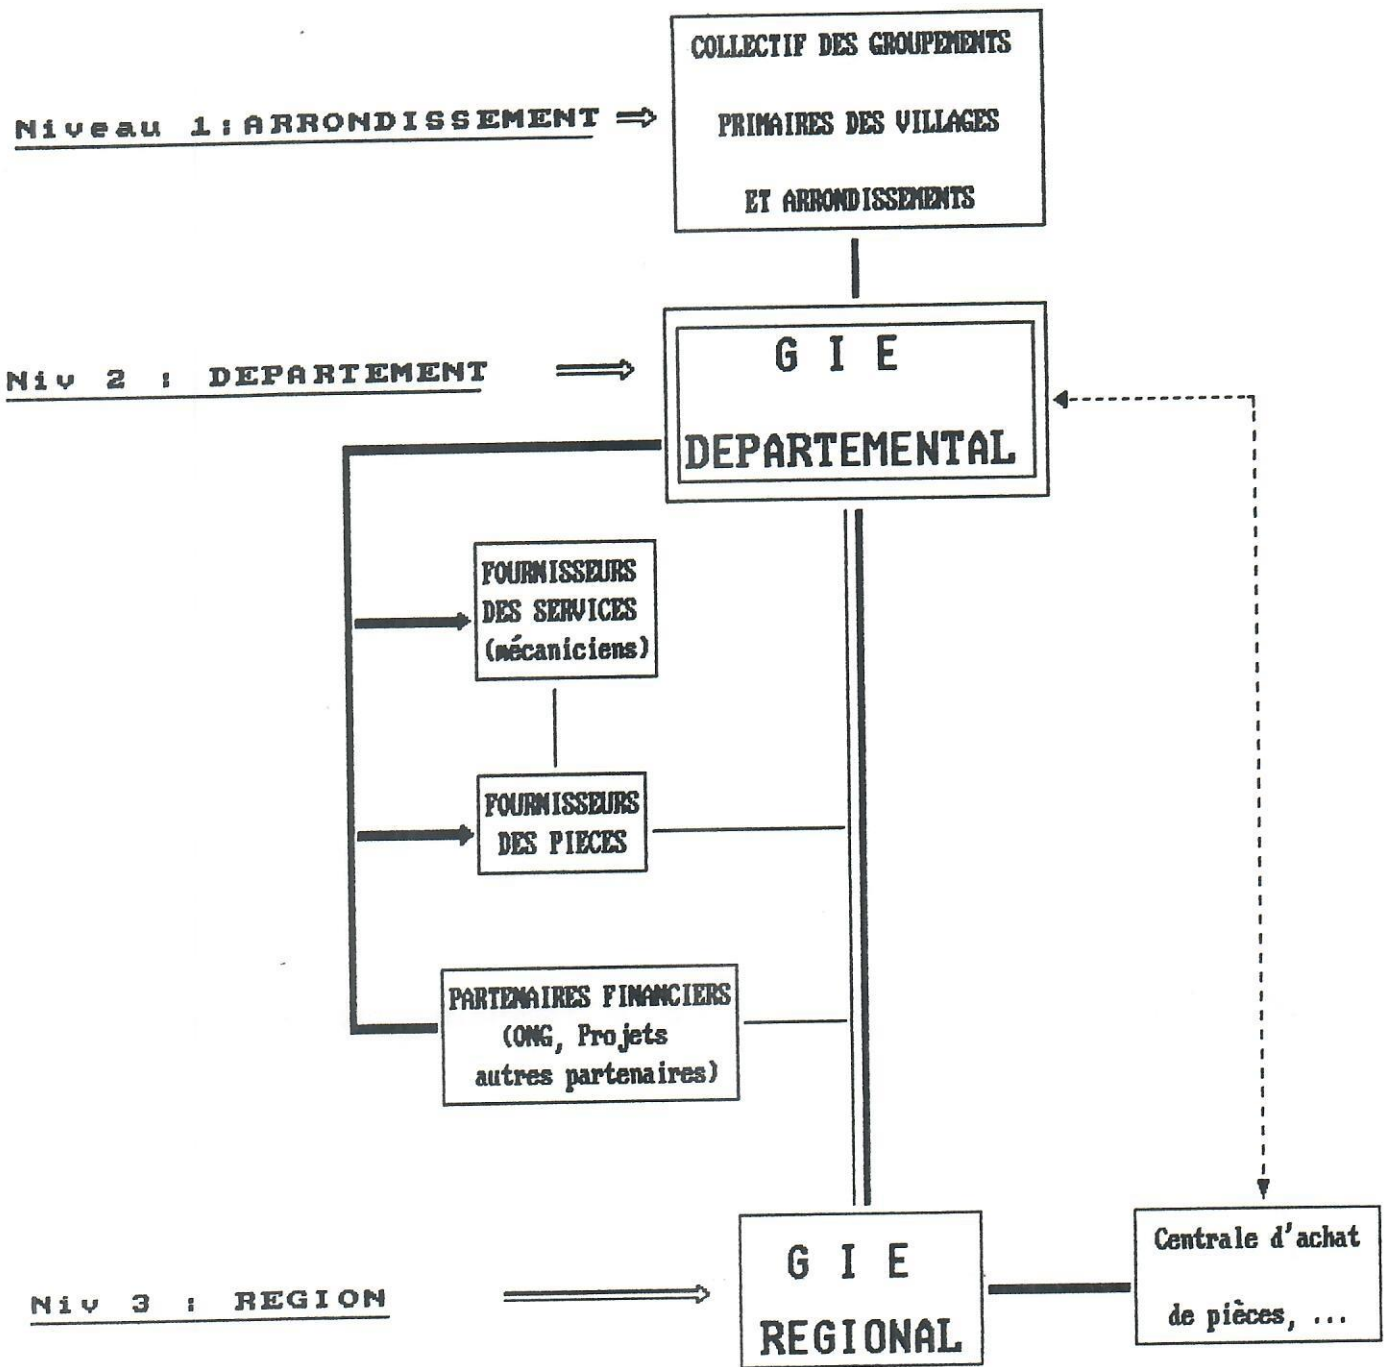 COLLECTIF DES GROUPEMENTS
PRIMAIRES DES VILLAGES
ET ARRONDISSEMENTS
Niveau 1:ARRONDISSEMENT
G I E
DEPARTEMENTAL
Niv 2 : DEPARTEMENT
FOURNISSEURS
DES SERVICES
(mécaniciens)
FOURNISSEURS
DES PIECES
PARTENAIRES FINANCIERS
(ONG, Projets
autres partenaires)
Niv 3 : REGION
G I E
REGIONAL
Centrale d'achat
de pièces, ...